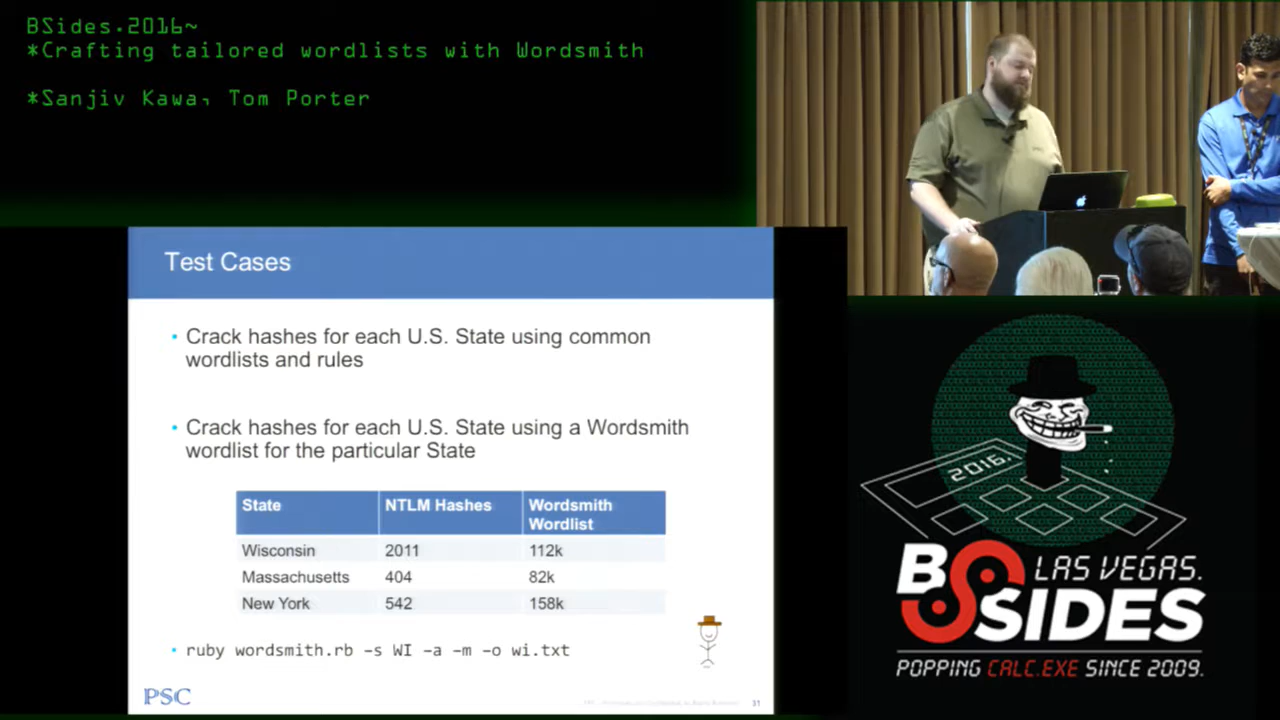 BSides.2016~
*Crafting tailored wordlists with Wordsmith
*Sanjiv Kawa, Tom Porter
Test Cases
• Crack hashes for each U.S. State using common
wordlists and rules
• Crack hashes for each U.S. State using a Wordsmith
wordlist for the particular State
State NTLM Hashes Wordsmith
Wordlist
Wisconsin 2011 112k
Massachusetts 404 82k
New York 542 158k
• ruby wordsmith.rb -s WI -a -m -o wi.txt
PSC
31
2016.
BSIDES LAS VEGAS.
POPPING CALC.EXE SINCE 2009.